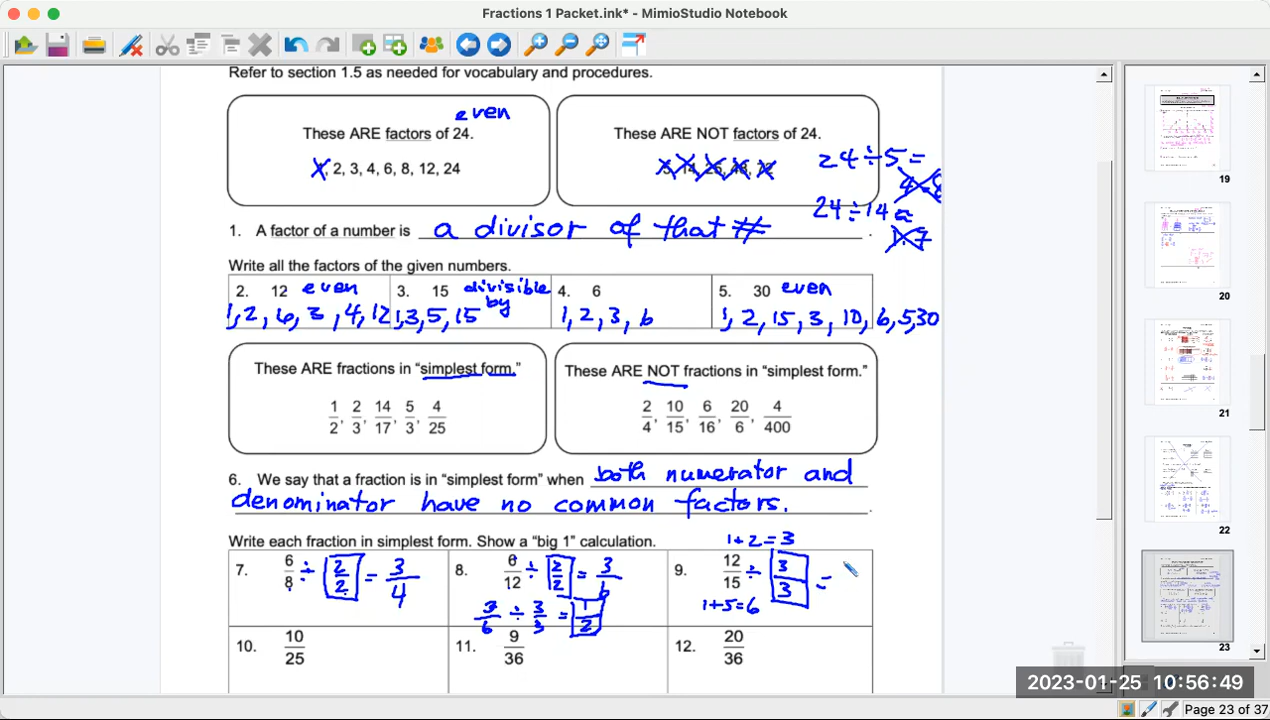 Fractions 1 Packet.ink* - MimioStudio Notebook
Refer to section 1.5 as needed for vocabulary and procedures.
even
These ARE factors of 24.
These ARE NOT factors of 24.
, 2, 3, 4, 6, 8, 12, 24
24 ÷ 5 =
24 ÷ 14 =
1.7
1. A factor of a number is a divisor of that #.
Write all the factors of the given numbers.
2. 12 even
3. 15 divisible by
4. 6
5. 30 even
1, 2, 6, 3, 4, 12
1, 3, 5, 15
1, 2, 3, 6
1, 2, 15, 3, 10, 6, 5, 30
These ARE fractions in “simplest form.”
These ARE NOT fractions in “simplest form.”
1/2, 2/3, 14/17, 5/3, 4/25
2/4, 10/15, 6/16, 20/6, 4/400
6. We say that a fraction is in “simplest form” when both numerator and
denominator have no common factors.
Write each fraction in simplest form. Show a “big 1” calculation.
1+2=3
7. 6/8 ÷ 2/2 = 3/4
8. 6/12 ÷ 2/2 = 3/6
3/6 ÷ 3/3 = 1/2
9. 12/15 ÷ 3/3 =
1+5=6
10. 10/25
11. 9/36
12. 20/36
19
20
21
22
23
2023-01-25 10:56:49
Page 23 of 37